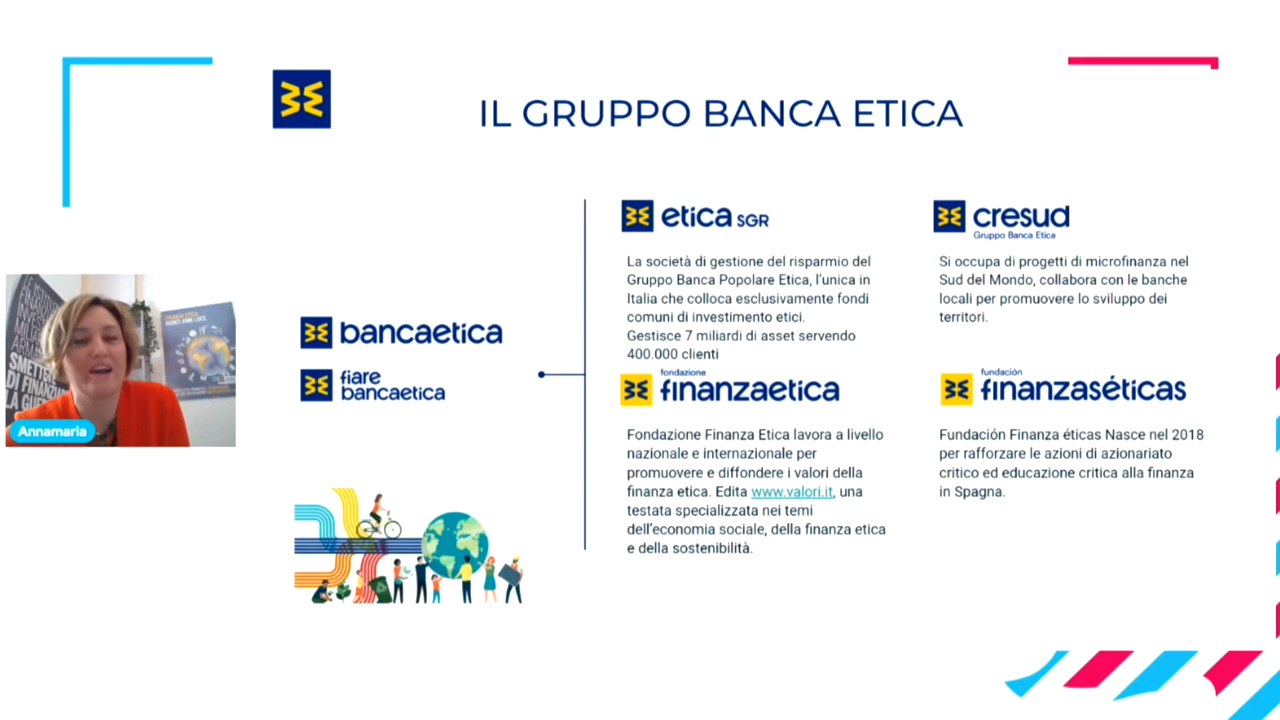 IL GRUPPO BANCA ETICA
etica SGR
La società di gestione del risparmio del
Gruppo Banca Popolare Etica, l'unica in
Italia che colloca esclusivamente fondi
comuni di investimento etici.
Gestisce 7 miliardi di asset servendo
400.000 clienti
cresud
Gruppo Banca Etica
Si occupa di progetti di microfinanza nel
Sud del Mondo, collabora con le banche
locali per promuovere lo sviluppo dei
territori.
bancaetica
fiare
bancaetica
fondazione
finanzaetica
Fondazione Finanza Etica lavora a livello
nazionale e internazionale per
promuovere e diffondere i valori della
finanza etica. Edita www.valori.it, una
testata specializzata nei temi
dell'economia sociale, della finanza etica
e della sostenibilità.
fundación
finanzaséticas
Fundación Finanza éticas Nasce nel 2018
per rafforzare le azioni di azionariato
critico ed educazione critica alla finanza
in Spagna.
SMETTER
DI FINANZIAR
LA GUE
Annamaria